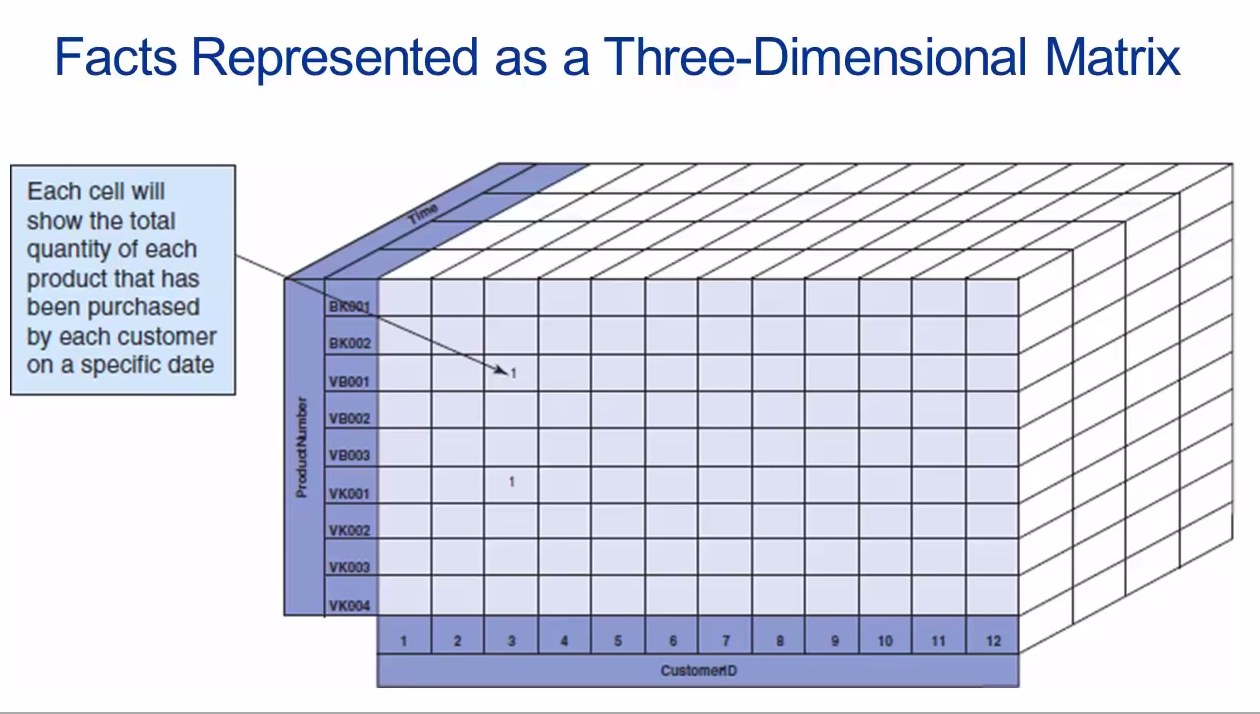 Facts Represented as a Three-Dimensional Matrix
Each cell will
show the total
quantity of each
product that has
been purchased
by each customer
on a specific date
Time
ProductNumber
BK001
BK002
VB001
1
VB002
VB003
VK001
1
VK002
VK003
VK004
1 2 3 4 5 6 7 8 9 10 11 12
CustomerID